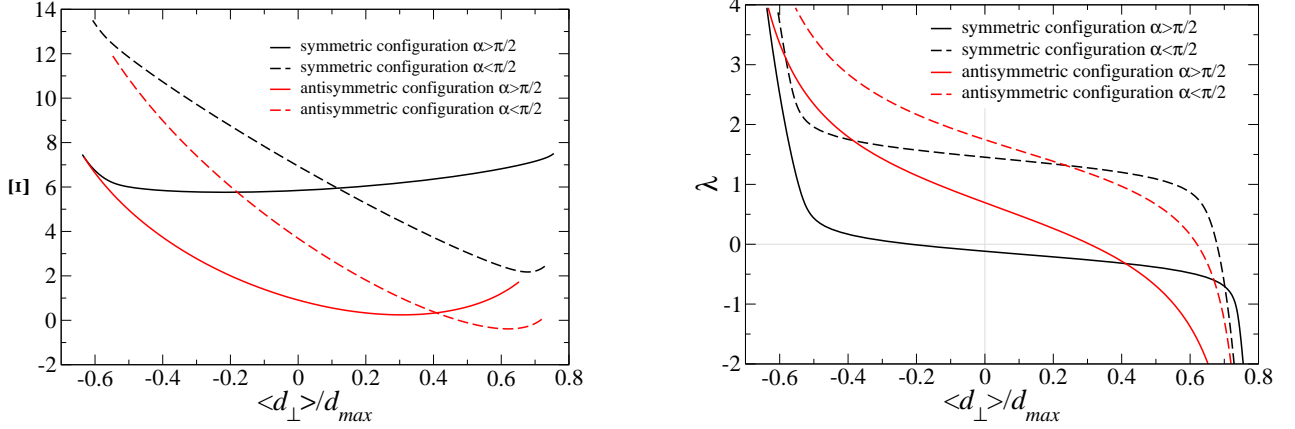 14
12
10
8
6
4
2
0
-2
Ξ
symmetric configuration α>π/2
symmetric configuration α<π/2
antisymmetric configuration α>π/2
antisymmetric configuration α<π/2
-0.6 -0.4 -0.2 0 0.2 0.4 0.6 0.8
<d⊥>/dmax
4
3
2
1
0
-1
-2
λ
symmetric configuration α>π/2
symmetric configuration α<π/2
antisymmetric configuration α>π/2
antisymmetric configuration α<π/2
-0.6 -0.4 -0.2 0 0.2 0.4 0.6 0.8
<d⊥>/dmax